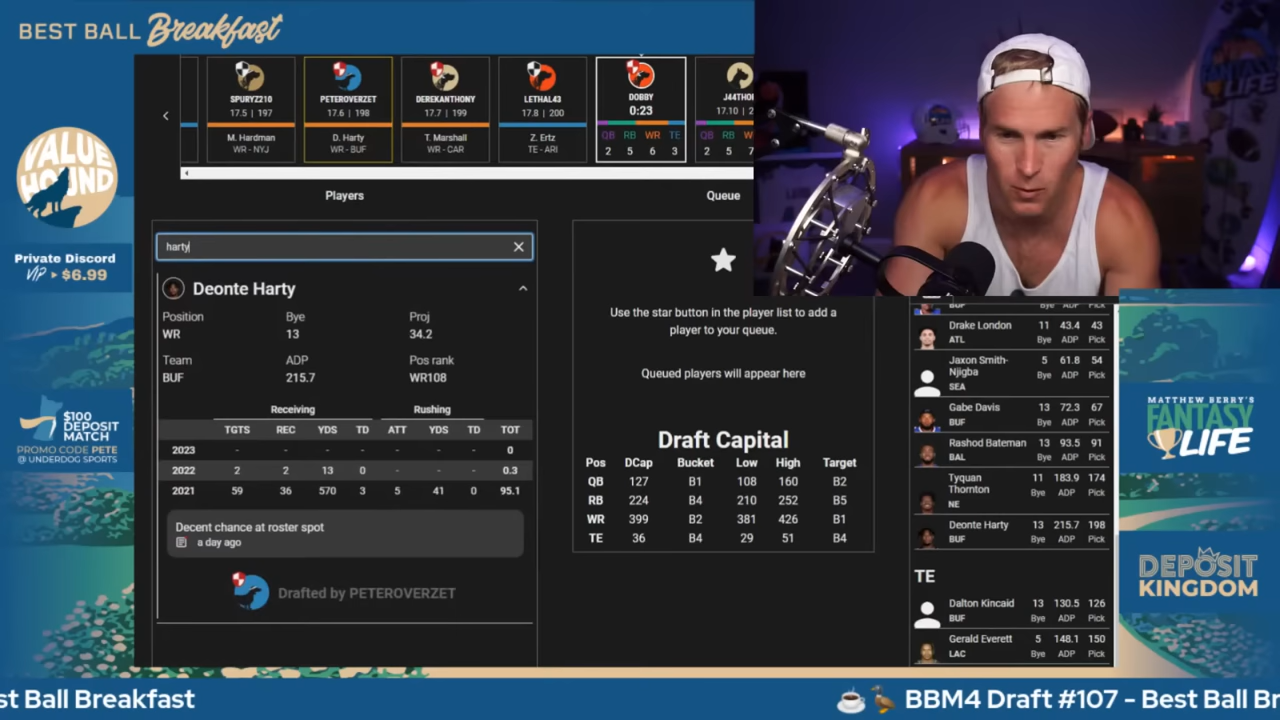 BEST BALL Breakfast
SPURYZ210
17.5 | 197
M. Hardman
WR - NYJ
PETEROVERZET
17.6 | 198
D. Harty
WR - BUF
DEREKANTHONY
17.7 | 199
T. Marshall
WR - CAR
LETHAL43
17.8 | 200
Z. Ertz
TE - ARI
DOBBY
0:23
QB RB WR TE
2 5 6 3
J44THO
17.10 | 2
QB RB W
2 5 7
VALUE
HOUND
Private Discord
VIP ▸ $6.99
$100
DEPOSIT
MATCH
PROMO CODE PETE
@ UNDERDOG SPORTS
Players
Queue
harty
Deonte Harty
Position Bye Proj
WR 13 34.2
Team ADP Pos rank
BUF 215.7 WR108
Receiving Rushing
TGTS REC YDS TD ATT YDS TD TOT
2023 - - - - - - - 0
2022 2 2 13 0 - - - 0.3
2021 59 36 570 3 5 41 0 95.1
Decent chance at roster spot
a day ago
Drafted by PETEROVERZET
Use the star button in the player list to add a
player to your queue.
Queued players will appear here
Draft Capital
Pos DCap Bucket Low High Target
QB 127 B1 108 160 B2
RB 224 B4 210 252 B5
WR 399 B2 381 426 B1
TE 36 B4 29 51 B4
BUF Bye ADP Pick
Drake London 11 43.4 43
ATL Bye ADP Pick
Jaxon Smith- 5 61.8 54
Njigba Bye ADP Pick
SEA
Gabe Davis 13 72.3 67
BUF Bye ADP Pick
Rashod Bateman 13 93.5 91
BAL Bye ADP Pick
Tyquan 11 183.9 174
Thornton Bye ADP Pick
NE
Deonte Harty 13 215.7 198
BUF Bye ADP Pick
TE
Dalton Kincaid 13 130.5 126
BUF Bye ADP Pick
Gerald Everett 5 148.1 150
LAC Bye ADP Pick
MATTHEW BERRY'S
FANTASY
LIFE
DEPOSIT
KINGDOM
st Ball Breakfast
BBM4 Draft #107 - Best Ball Br